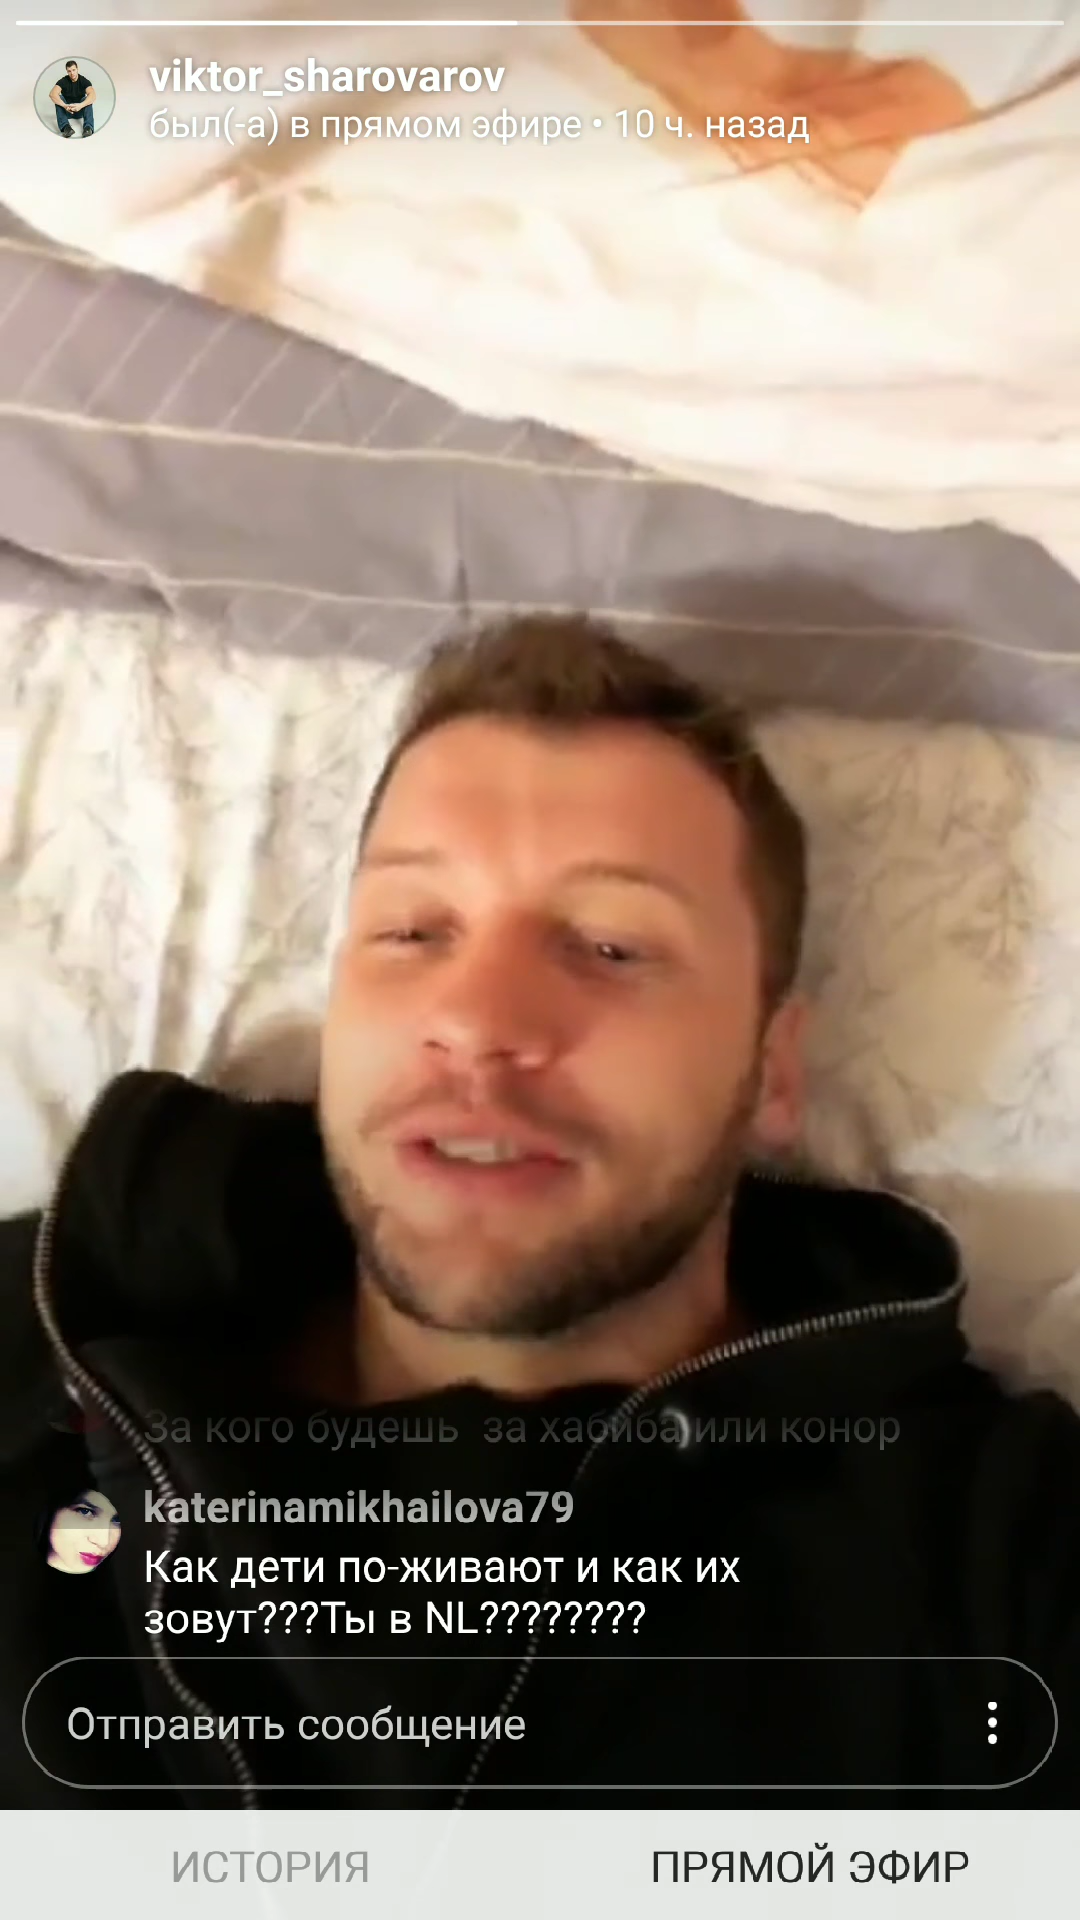 viktor_sharovarov
был(-а) в прямом эфире • 10 ч. назад
За кого будешь за хабиба или конор
katerinamikhailova79
Как дети по-живают и как их
зовут???Ты в NL????????
Отправить сообщение
ИСТОРИЯ
ПРЯМОЙ ЭФИР